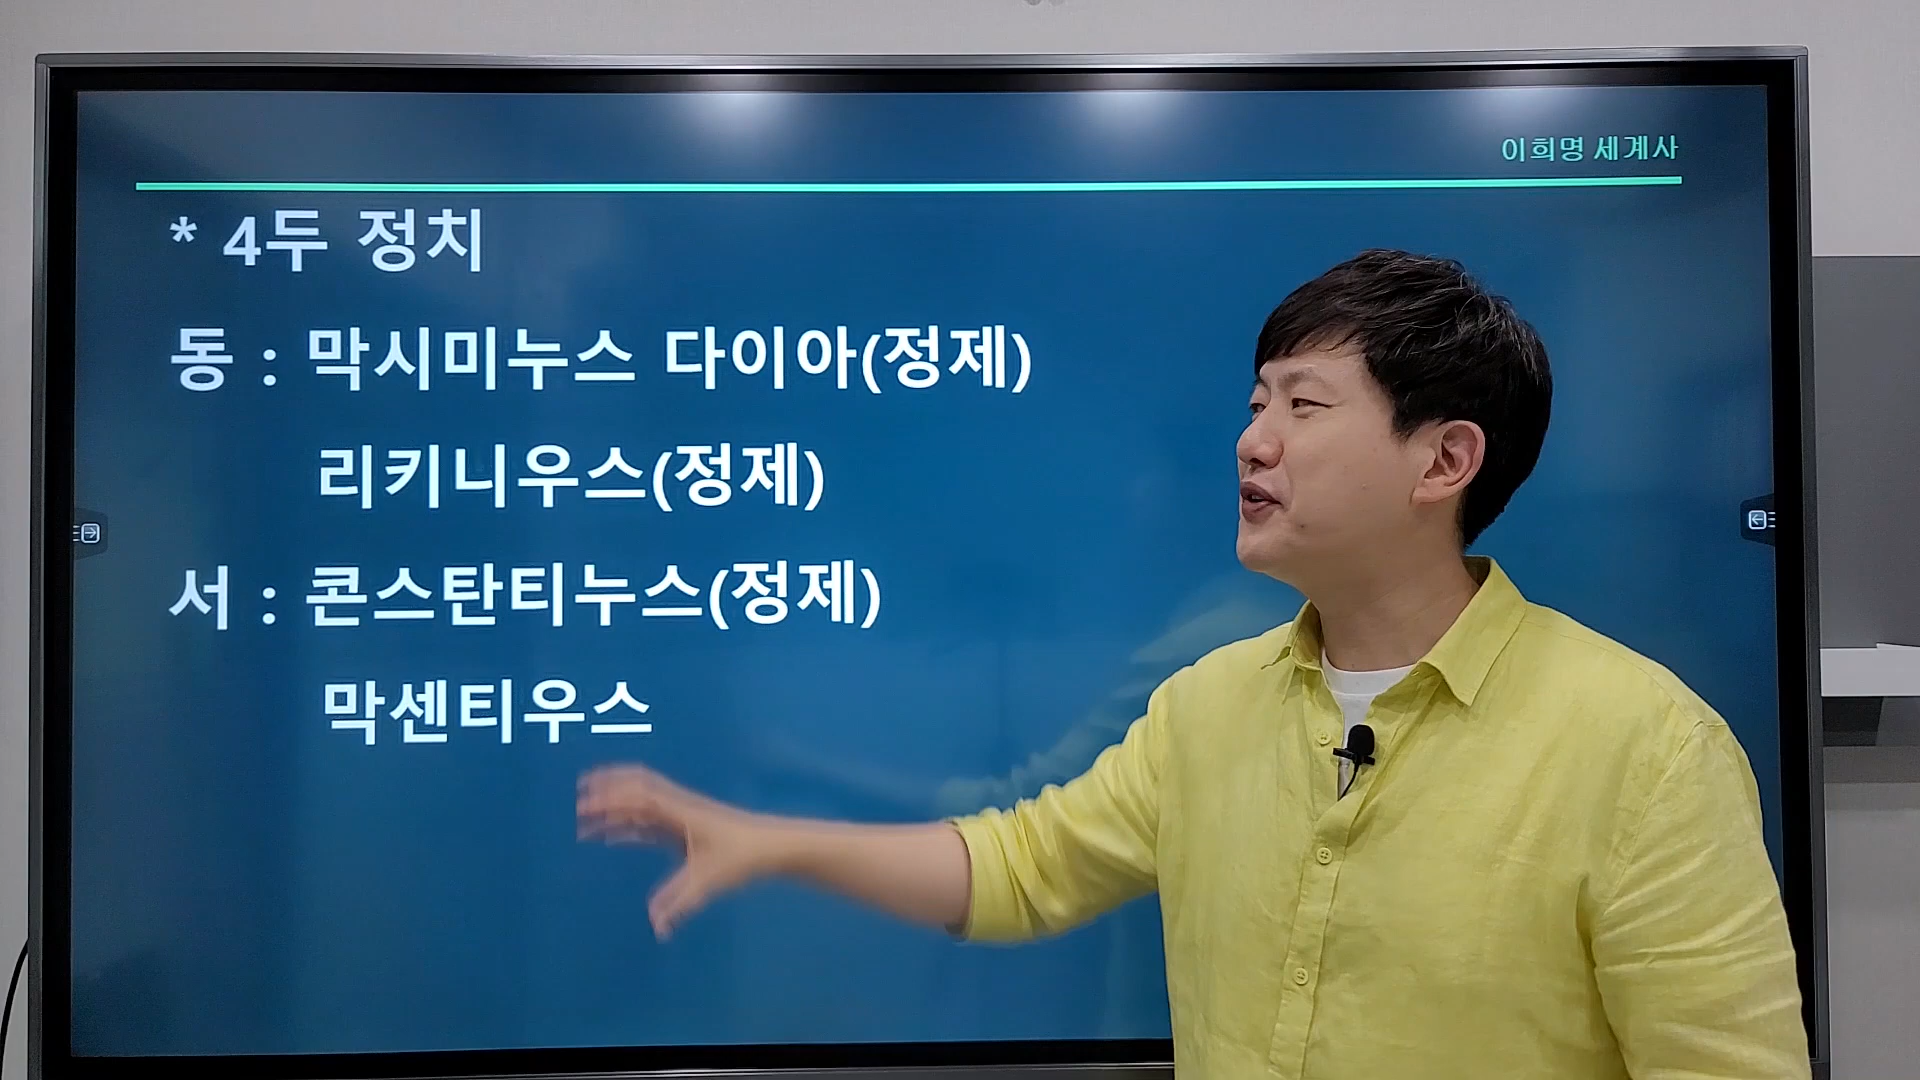 이희명 세계사
* 4두 정치
동 : 막시미누스 다이아(정제)
리키니우스(정제)
서 : 콘스탄티누스(정제)
막센티우스